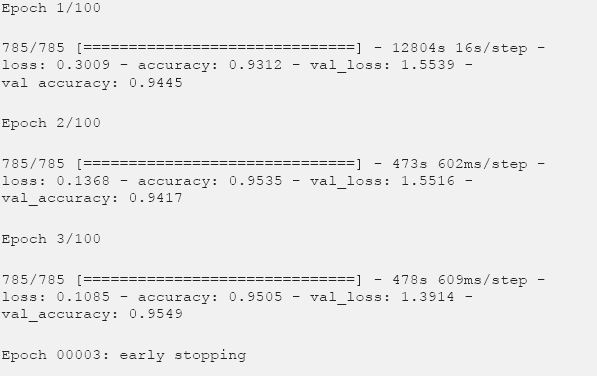 Epoch 1/100
785/785 [==============================] - 12804s 16s/step -
loss: 0.3009 - accuracy: 0.9312 - val_loss: 1.5539 -
val accuracy: 0.9445
Epoch 2/100
785/785 [==============================] - 473s 602ms/step -
loss: 0.1368 - accuracy: 0.9535 - val_loss: 1.5516 -
val_accuracy: 0.9417
Epoch 3/100
785/785 [==============================] - 478s 609ms/step -
loss: 0.1085 - accuracy: 0.9505 - val_loss: 1.3914 -
val_accuracy: 0.9549
Epoch 00003: early stopping